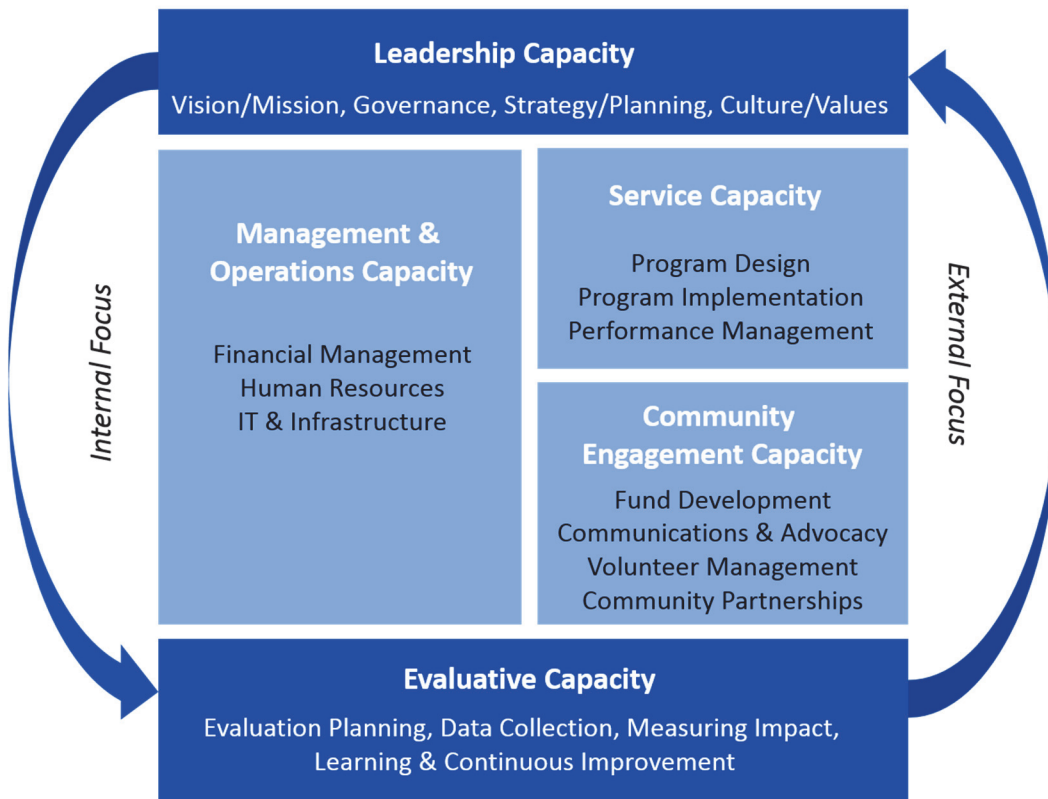 Leadership Capacity
Vision/Mission, Governance, Strategy/Planning, Culture/Values
Internal Focus
Management &
Operations Capacity
Financial Management
Human Resources
IT & Infrastructure
Service Capacity
Program Design
Program Implementation
Performance Management
Community
Engagement Capacity
Fund Development
Communications & Advocacy
Volunteer Management
Community Partnerships
External Focus
Evaluative Capacity
Evaluation Planning, Data Collection, Measuring Impact,
Learning & Continuous Improvement